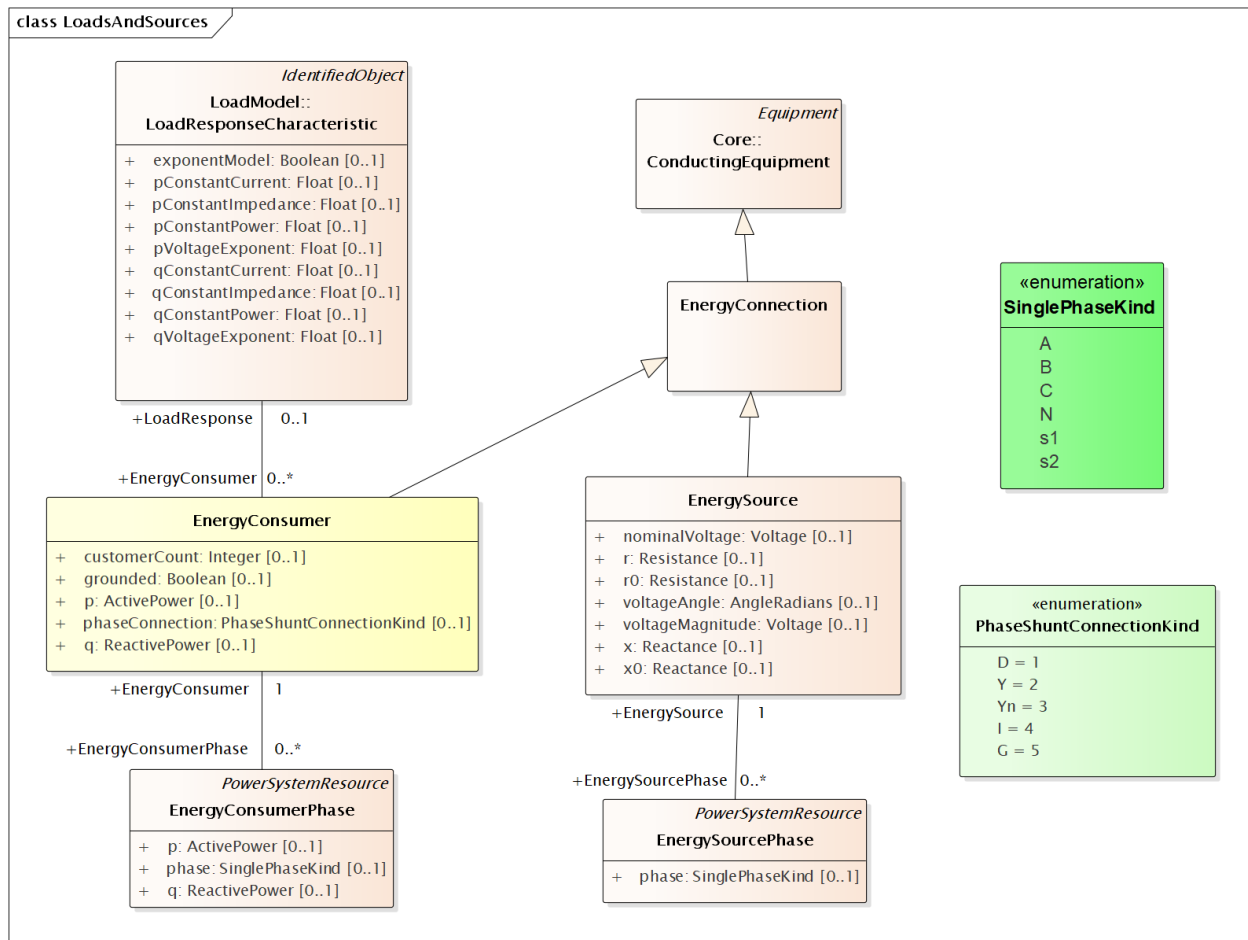 class LoadsAndSources
IdentifiedObject
LoadModel::
LoadResponseCharacteristic
+ exponentModel: Boolean [0..1]
+ pConstantCurrent: Float [0..1]
+ pConstantImpedance: Float [0..1]
+ pConstantPower: Float [0..1]
+ pVoltageExponent: Float [0..1]
+ qConstantCurrent: Float [0..1]
+ qConstantImpedance: Float [0..1]
+ qConstantPower: Float [0..1]
+ qVoltageExponent: Float [0..1]
+LoadResponse 0..1
+EnergyConsumer 0..*
EnergyConsumer
+ customerCount: Integer [0..1]
+ grounded: Boolean [0..1]
+ p: ActivePower [0..1]
+ phaseConnection: PhaseShuntConnectionKind [0..1]
+ q: ReactivePower [0..1]
+EnergyConsumer 1
+EnergyConsumerPhase 0..*
PowerSystemResource
EnergyConsumerPhase
+ p: ActivePower [0..1]
+ phase: SinglePhaseKind [0..1]
+ q: ReactivePower [0..1]
Equipment
Core::
ConductingEquipment
EnergyConnection
EnergySource
+ nominalVoltage: Voltage [0..1]
+ r: Resistance [0..1]
+ r0: Resistance [0..1]
+ voltageAngle: AngleRadians [0..1]
+ voltageMagnitude: Voltage [0..1]
+ x: Reactance [0..1]
+ x0: Reactance [0..1]
+EnergySource 1
+EnergySourcePhase 0..*
PowerSystemResource
EnergySourcePhase
+ phase: SinglePhaseKind [0..1]
«enumeration»
SinglePhaseKind
A
B
C
N
s1
s2
«enumeration»
PhaseShuntConnectionKind
D = 1
Y = 2
Yn = 3
I = 4
G = 5